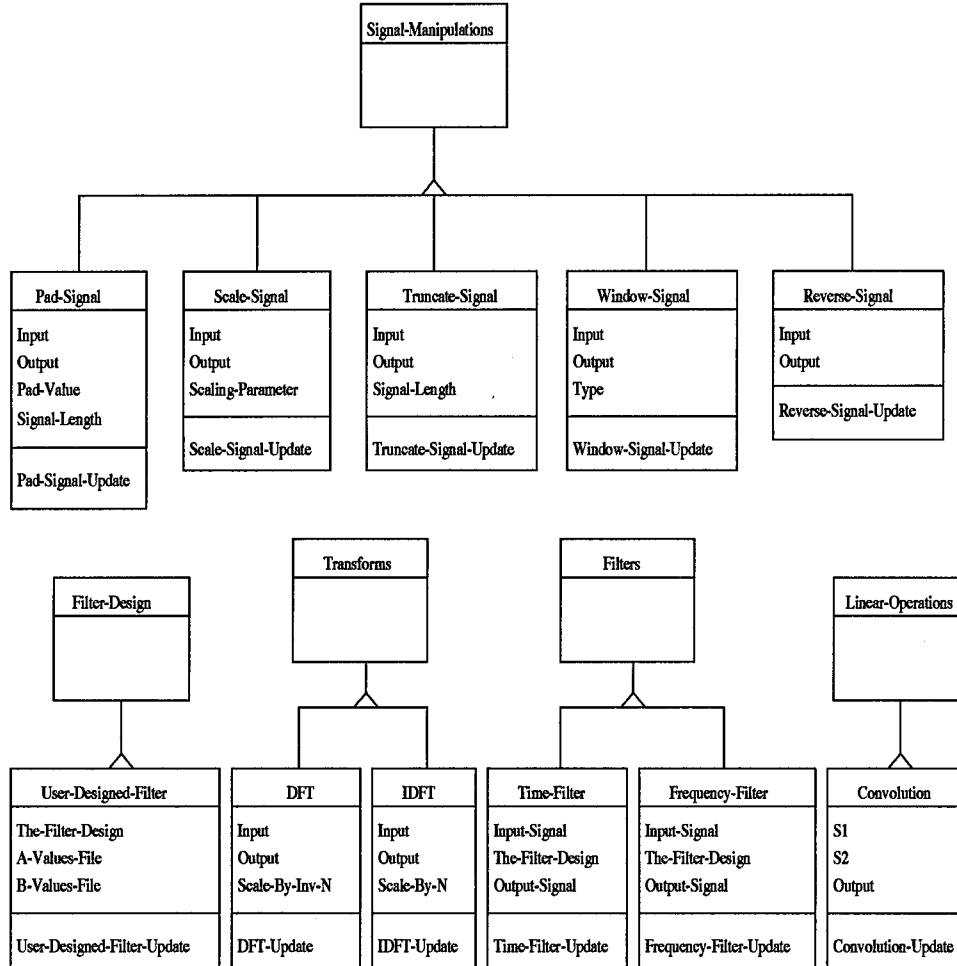 Signal-Manipulations
Pad-Signal
Input
Output
Pad-Value
Signal-Length
Pad-Signal-Update
Scale-Signal
Input
Output
Scaling-Parameter
Scale-Signal-Update
Truncate-Signal
Input
Output
Signal-Length
Truncate-Signal-Update
Window-Signal
Input
Output
Type
Window-Signal-Update
Reverse-Signal
Input
Output
Reverse-Signal-Update
Filter-Design
Transforms
Filters
Linear-Operations
User-Designed-Filter
The-Filter-Design
A-Values-File
B-Values-File
User-Designed-Filter-Update
DFT
Input
Output
Scale-By-Inv-N
DFT-Update
IDFT
Input
Output
Scale-By-N
IDFT-Update
Time-Filter
Input-Signal
The-Filter-Design
Output-Signal
Time-Filter-Update
Frequency-Filter
Input-Signal
The-Filter-Design
Output-Signal
Frequency-Filter-Update
Convolution
S1
S2
Output
Convolution-Update